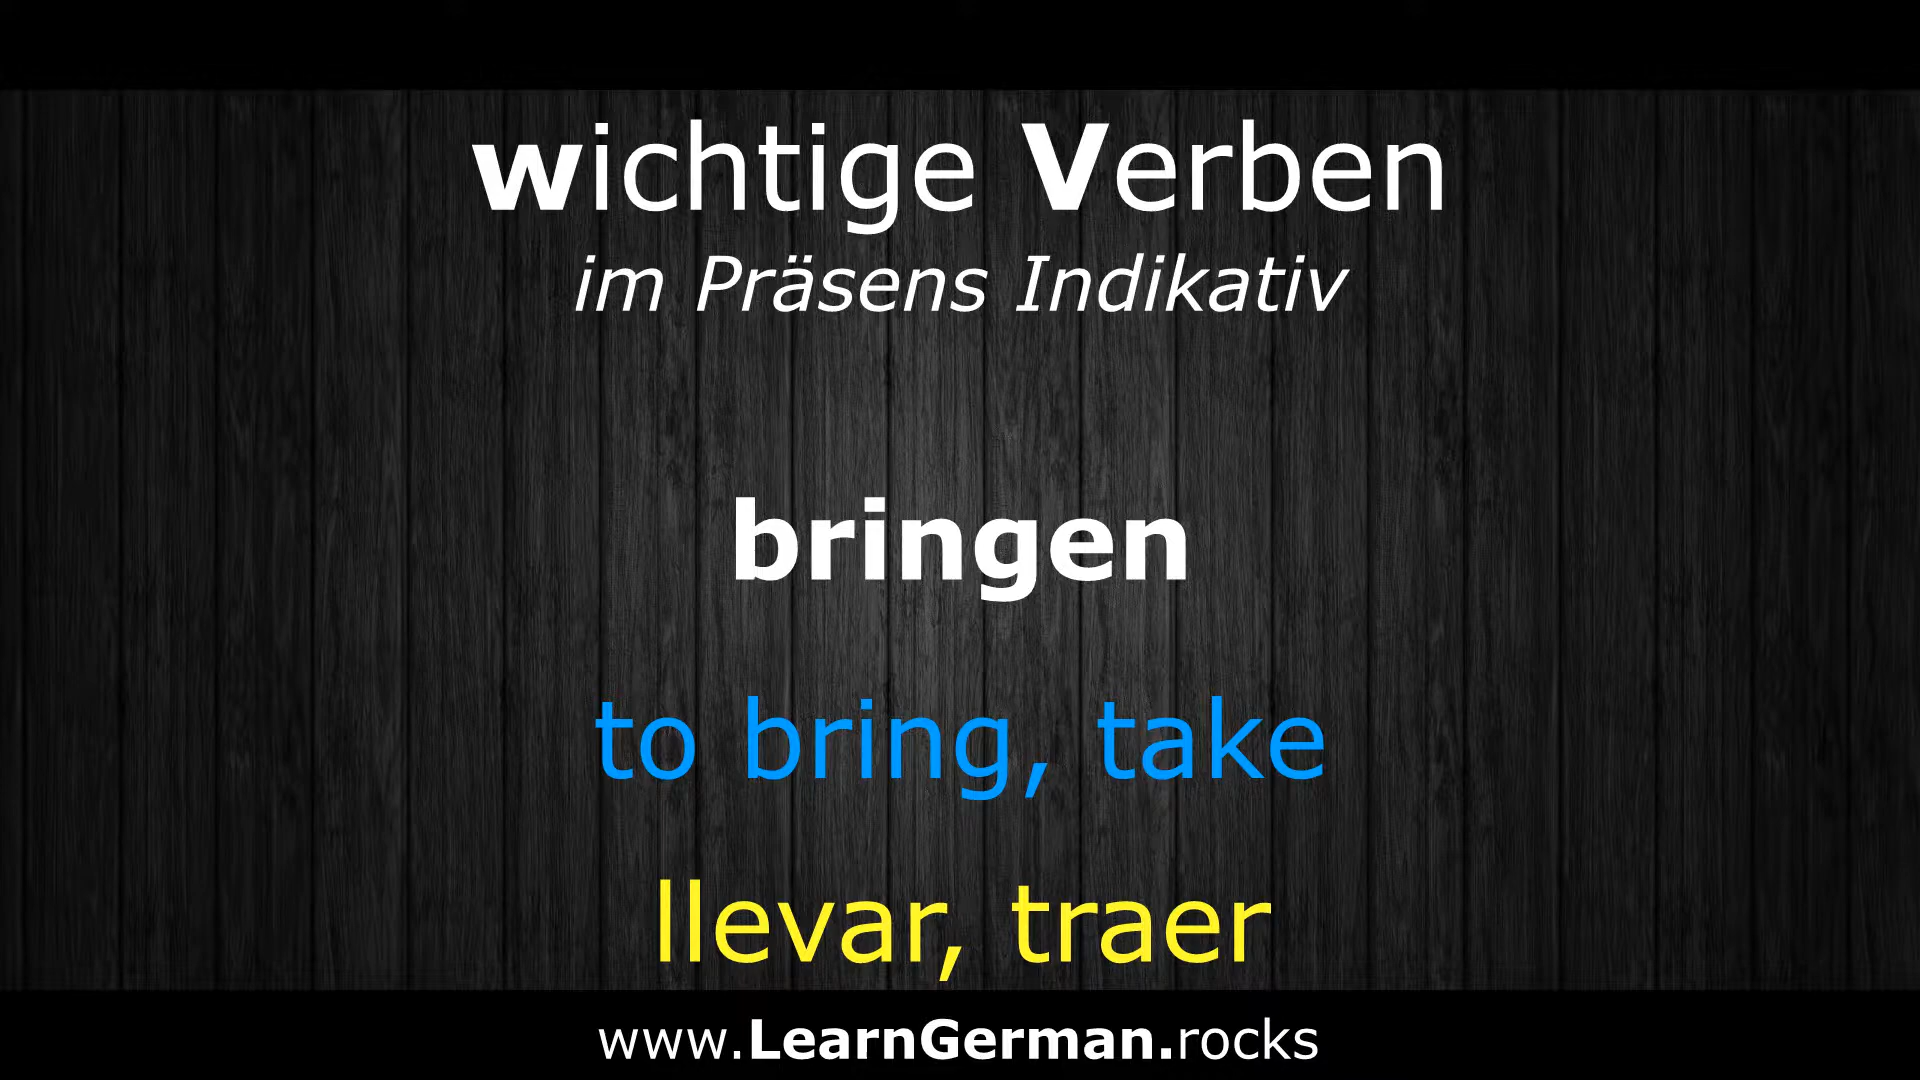 wichtige Verben
im Präsens Indikativ
bringen
to bring, take
llevar, traer
www.LearnGerman.rocks